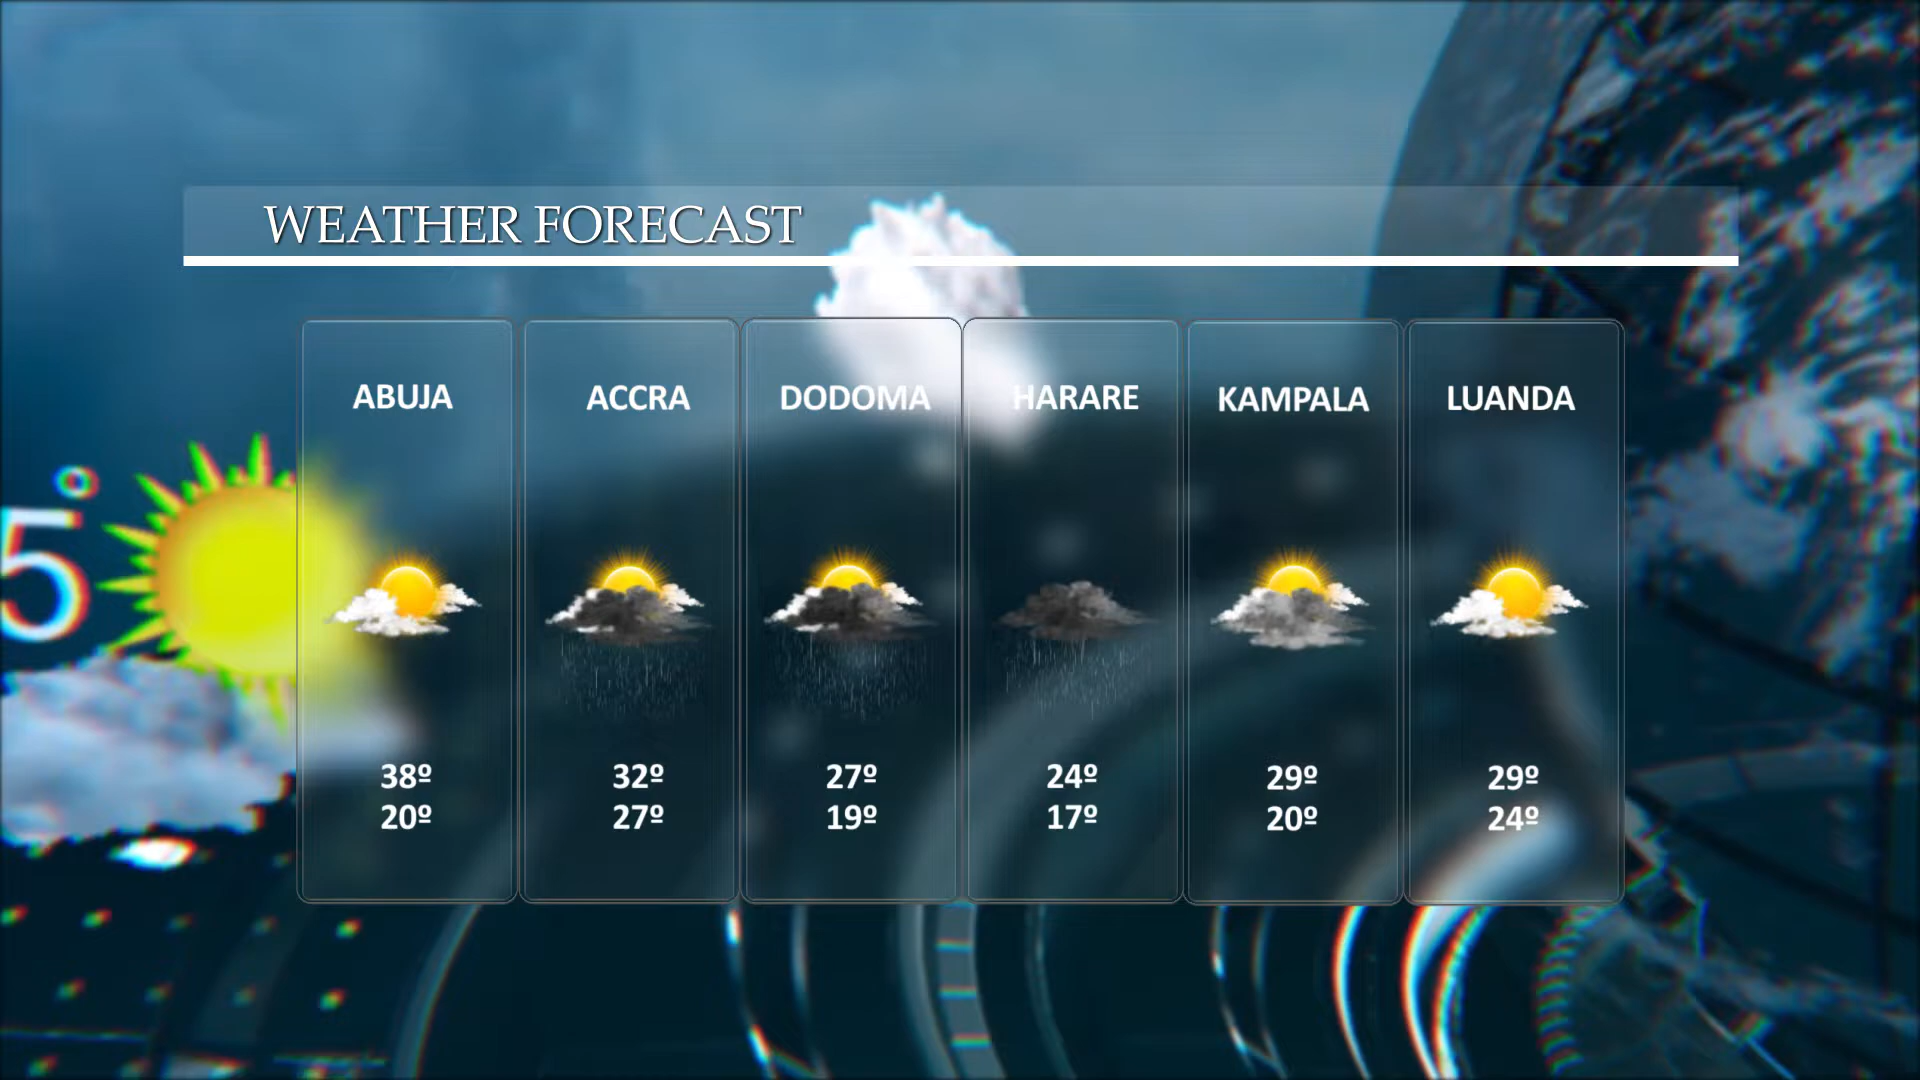 WEATHER FORECAST
ABUJA
ACCRA
DODOMA
HARARE
KAMPALA
LUANDA
5°
38º
20º
32º
27º
27º
19º
24º
17º
29º
20º
29º
24º